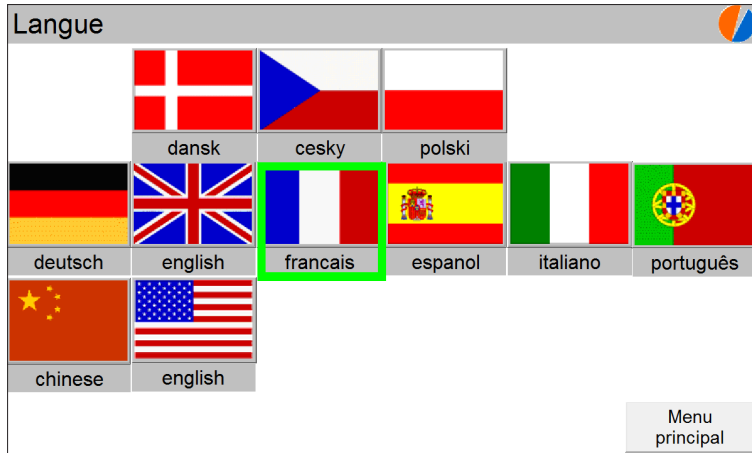 Langue
dansk cesky polski
deutsch english francais espanol italiano português
chinese english
Menu
principal